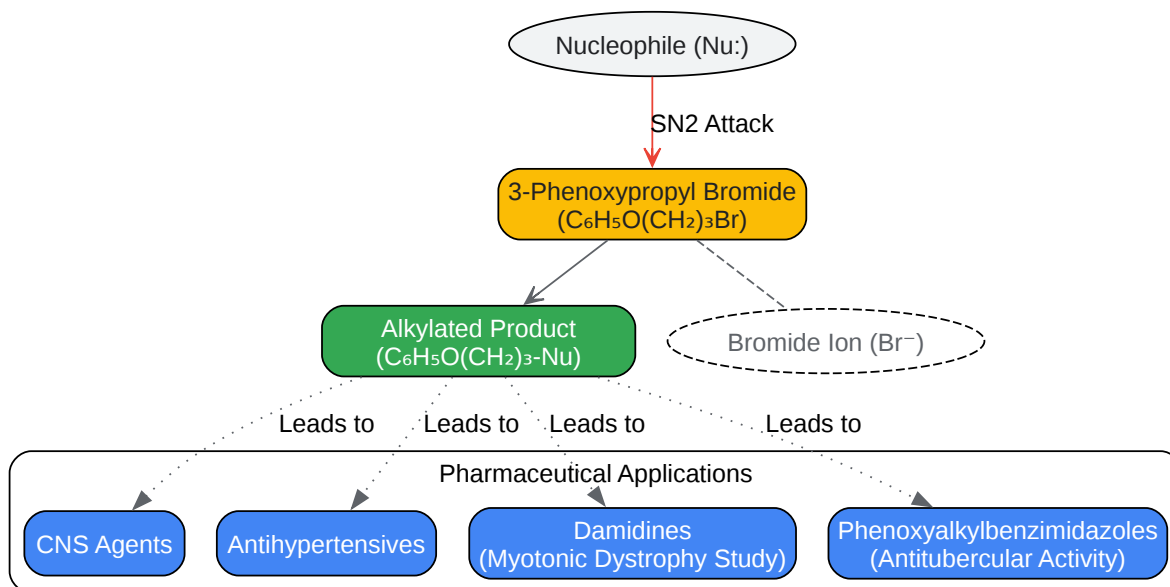 Nucleophile (Nu:)
SN2 Attack
3-Phenoxypropyl Bromide
(C₆H₅O(CH₂)₃Br)
Alkylated Product
(C₆H₅O(CH₂)₃-Nu)
Bromide Ion (Br⁻)
Leads to
Leads to
Leads to
Leads to
Pharmaceutical Applications
CNS Agents
Antihypertensives
Damidines
(Myotonic Dystrophy Study)
Phenoxyalkylbenzimidazoles
(Antitubercular Activity)